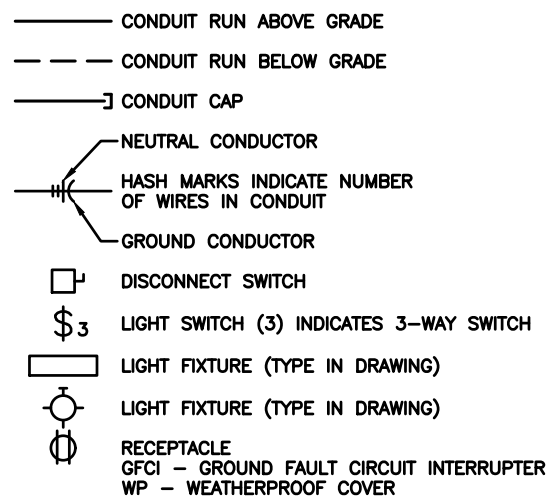 CONDUIT RUN ABOVE GRADE
CONDUIT RUN BELOW GRADE
CONDUIT CAP
NEUTRAL CONDUCTOR
HASH MARKS INDICATE NUMBER
OF WIRES IN CONDUIT
GROUND CONDUCTOR
DISCONNECT SWITCH
$3 LIGHT SWITCH (3) INDICATES 3-WAY SWITCH
LIGHT FIXTURE (TYPE IN DRAWING)
LIGHT FIXTURE (TYPE IN DRAWING)
RECEPTACLE
GFCI - GROUND FAULT CIRCUIT INTERRUPTER
WP - WEATHERPROOF COVER